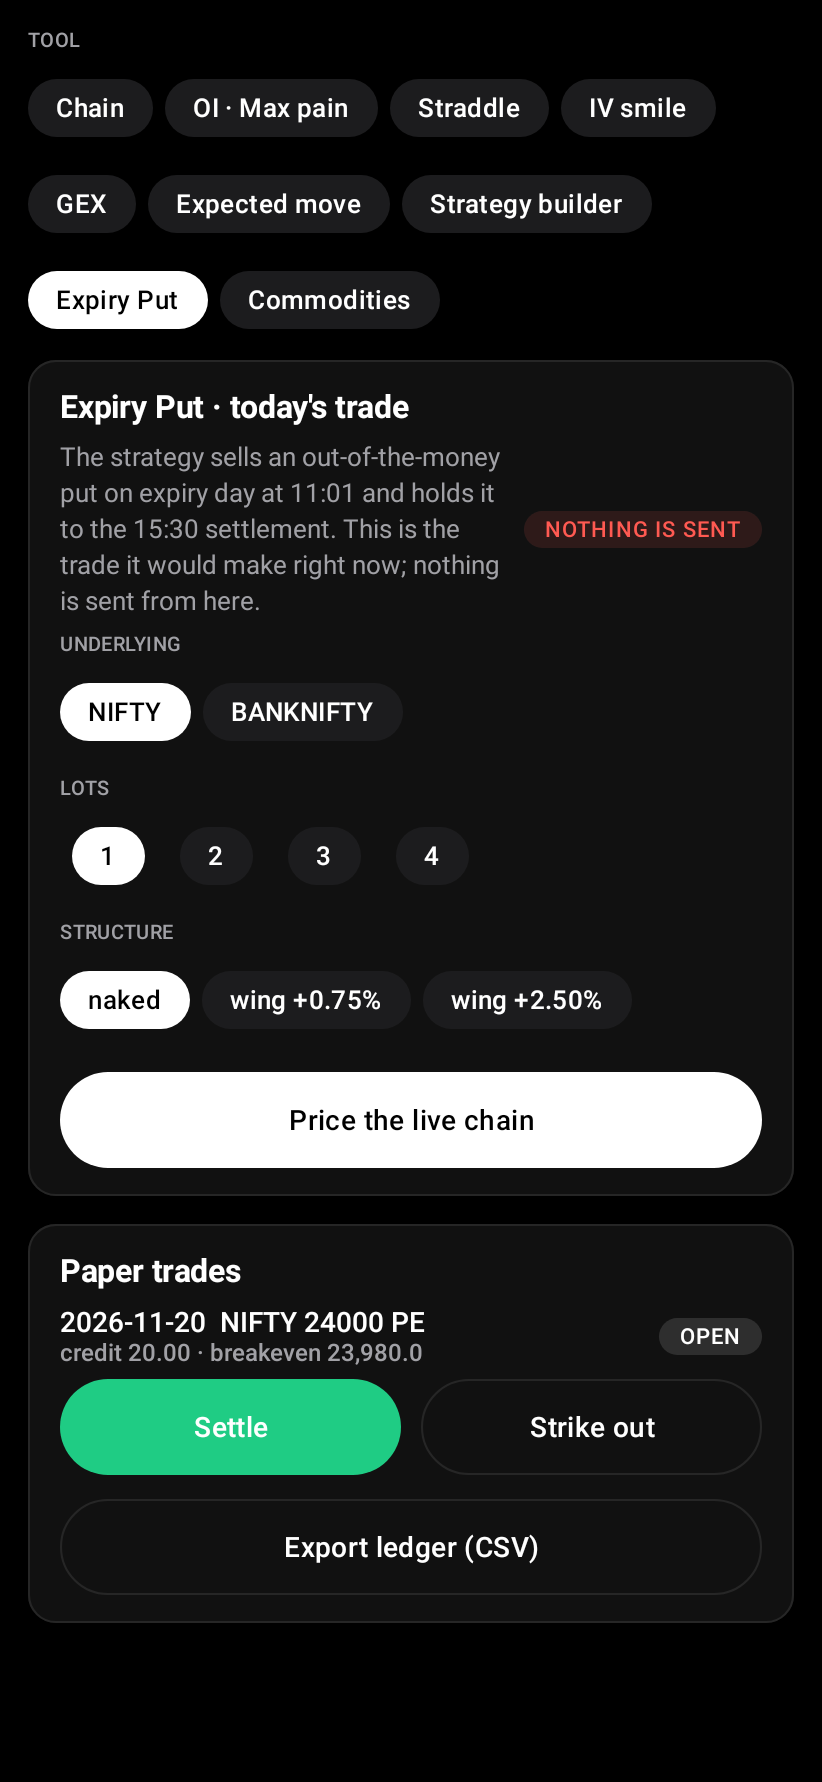 TOOL
Chain
OI · Max pain
Straddle
IV smile
GEX
Expected move
Strategy builder
Expiry Put
Commodities
Expiry Put · today's trade
The strategy sells an out-of-the-money
put on expiry day at 11:01 and holds it
to the 15:30 settlement. This is the
trade it would make right now; nothing
is sent from here.
NOTHING IS SENT
UNDERLYING
NIFTY
BANKNIFTY
LOTS
1
2
3
4
STRUCTURE
naked
wing +0.75%
wing +2.50%
Price the live chain
Paper trades
2026-11-20  NIFTY 24000 PE
credit 20.00 · breakeven 23,980.0
OPEN
Settle
Strike out
Export ledger (CSV)